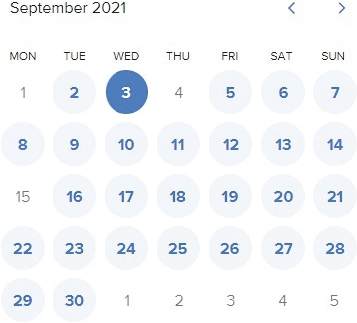 September 2021
MON TUE WED THU FRI SAT SUN
1 2 3 4 5 6 7
8 9 10 11 12 13 14
15 16 17 18 19 20 21
22 23 24 25 26 27 28
29 30 1 2 3 4 5